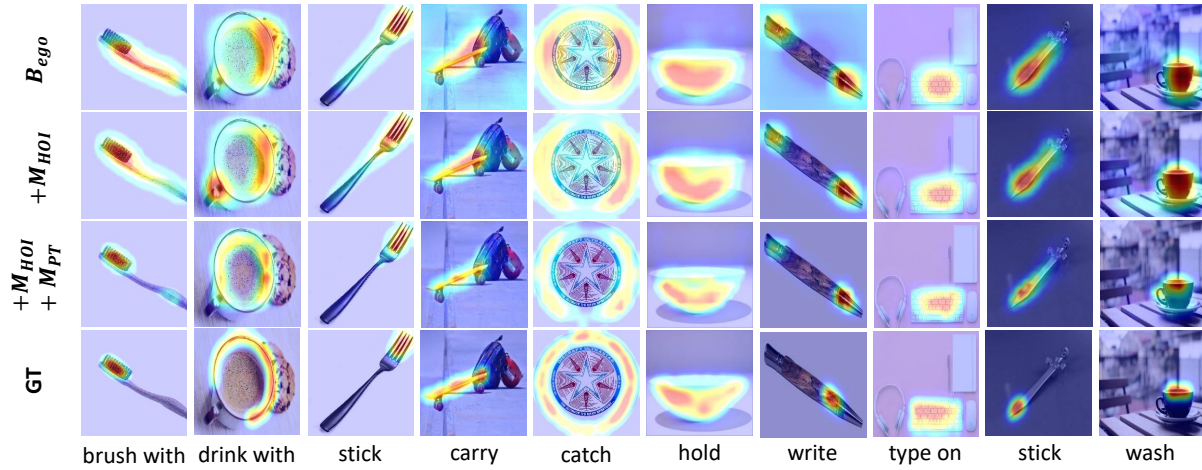 B_ego
+M_HOI
+M_HOI
+ M_PT
GT
brush with drink with stick carry catch hold write type on stick wash